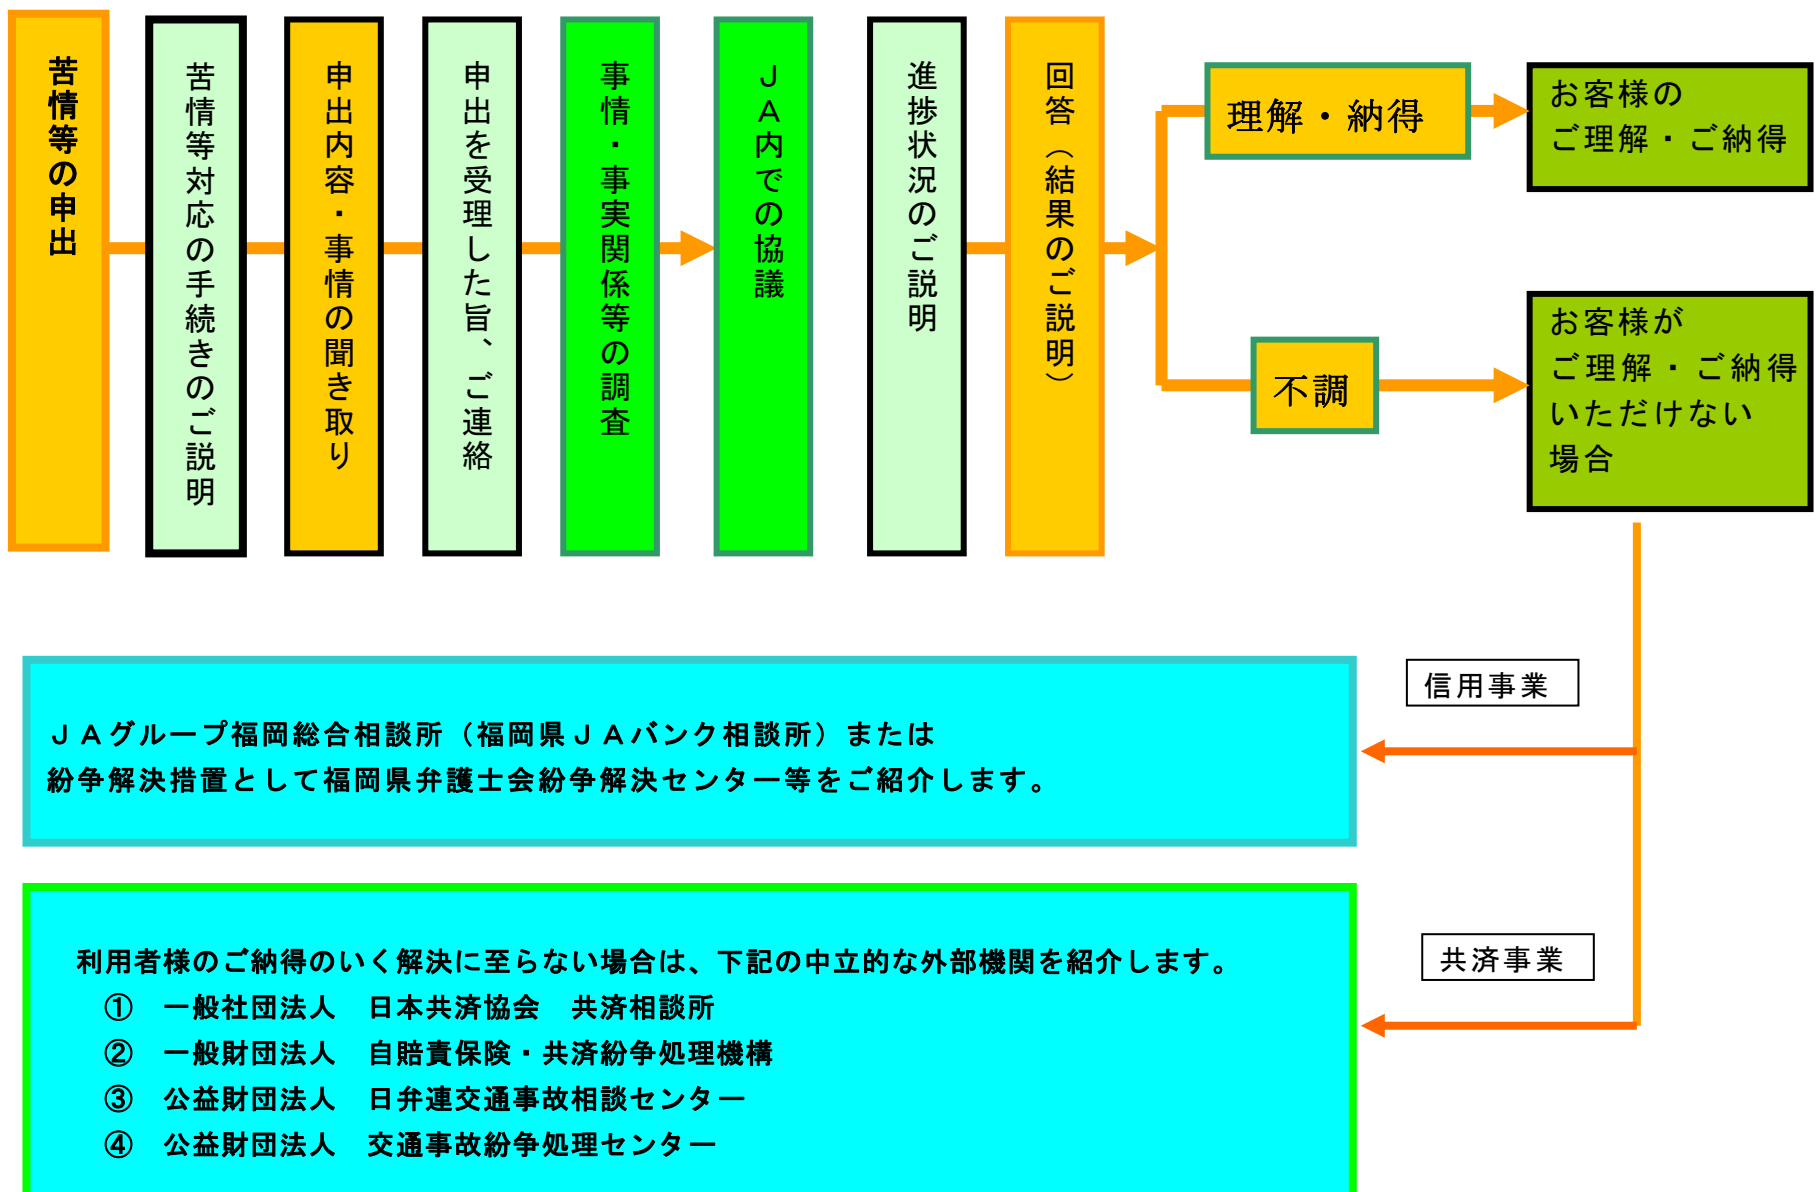 苦情等の申出
苦情等対応の手続きのご説明
申出内容・事情の聞き取り
申出を受理した旨、ご連絡
事情・事実関係等の調査
ＪＡ内での協議
進捗状況のご説明
回答（結果のご説明）
理解・納得
お客様の
ご理解・ご納得
不調
お客様が
ご理解・ご納得
いただけない
場合
信用事業
ＪＡグループ福岡総合相談所（福岡県ＪＡバンク相談所）または
紛争解決措置として福岡県弁護士会紛争解決センター等をご紹介します。
共済事業
利用者様のご納得のいく解決に至らない場合は、下記の中立的な外部機関を紹介します。
①　一般社団法人　日本共済協会　共済相談所
②　一般財団法人　自賠責保険・共済紛争処理機構
③　公益財団法人　日弁連交通事故相談センター
④　公益財団法人　交通事故紛争処理センター